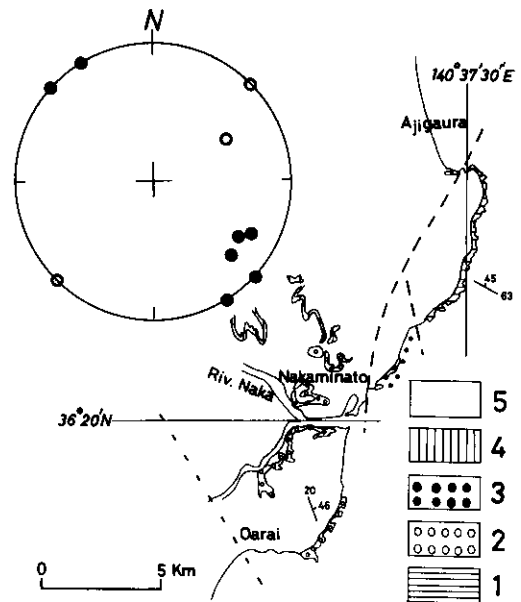 N
140°37'30"E
Ajigaura
45
63
Nakaminato
Riv. Naka
36°20'N
20
46
Oarai
0 5 Km
5
4
3
2
1